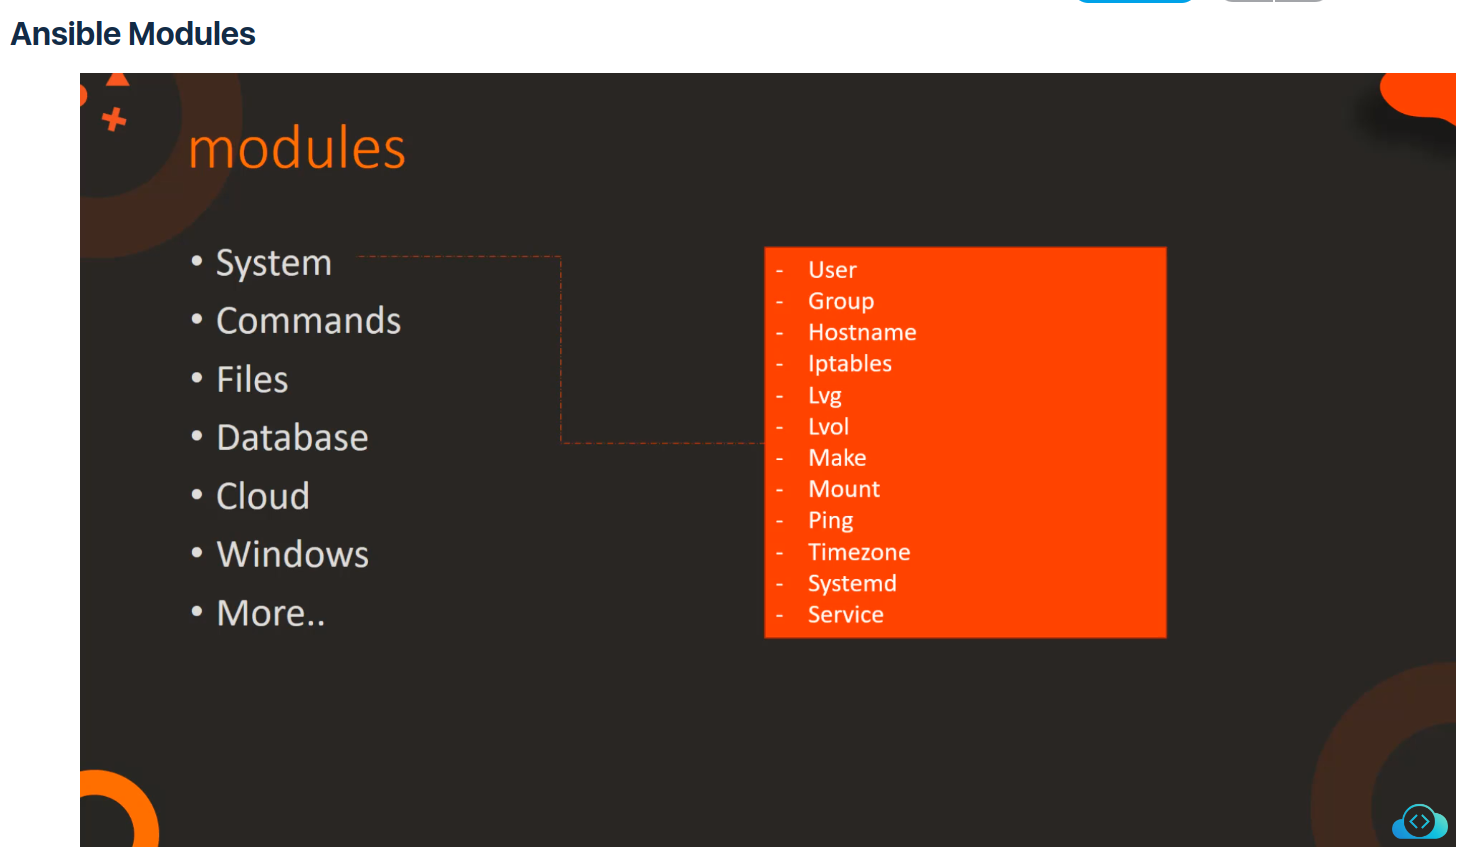 Ansible Modules
modules
• System
• Commands
• Files
• Database
• Cloud
• Windows
• More..
- User
- Group
- Hostname
- Iptables
- Lvg
- Lvol
- Make
- Mount
- Ping
- Timezone
- Systemd
- Service